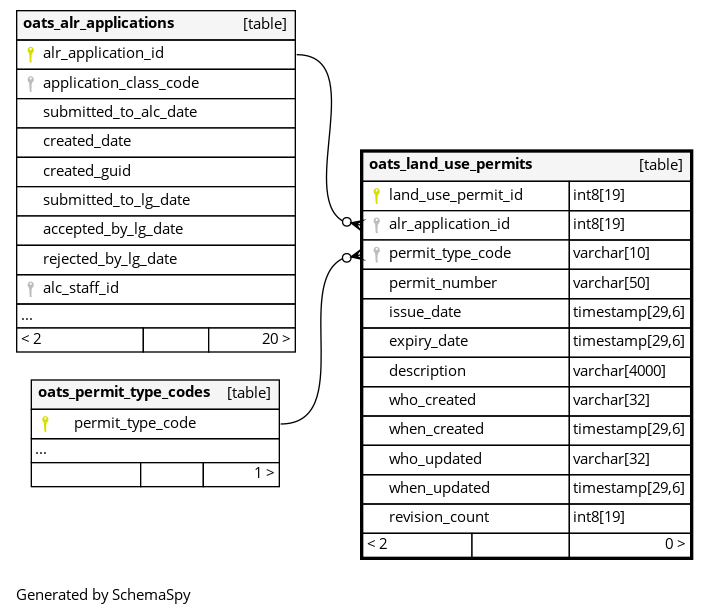 oats_alr_applications [table]
alr_application_id
application_class_code
submitted_to_alc_date
created_date
created_guid
submitted_to_lg_date
accepted_by_lg_date
rejected_by_lg_date
alc_staff_id
...
< 2 20 >
oats_permit_type_codes [table]
permit_type_code
...
1 >
oats_land_use_permits [table]
land_use_permit_id int8[19]
alr_application_id int8[19]
permit_type_code varchar[10]
permit_number varchar[50]
issue_date timestamp[29,6]
expiry_date timestamp[29,6]
description varchar[4000]
who_created varchar[32]
when_created timestamp[29,6]
who_updated varchar[32]
when_updated timestamp[29,6]
revision_count int8[19]
< 2 0 >
Generated by SchemaSpy